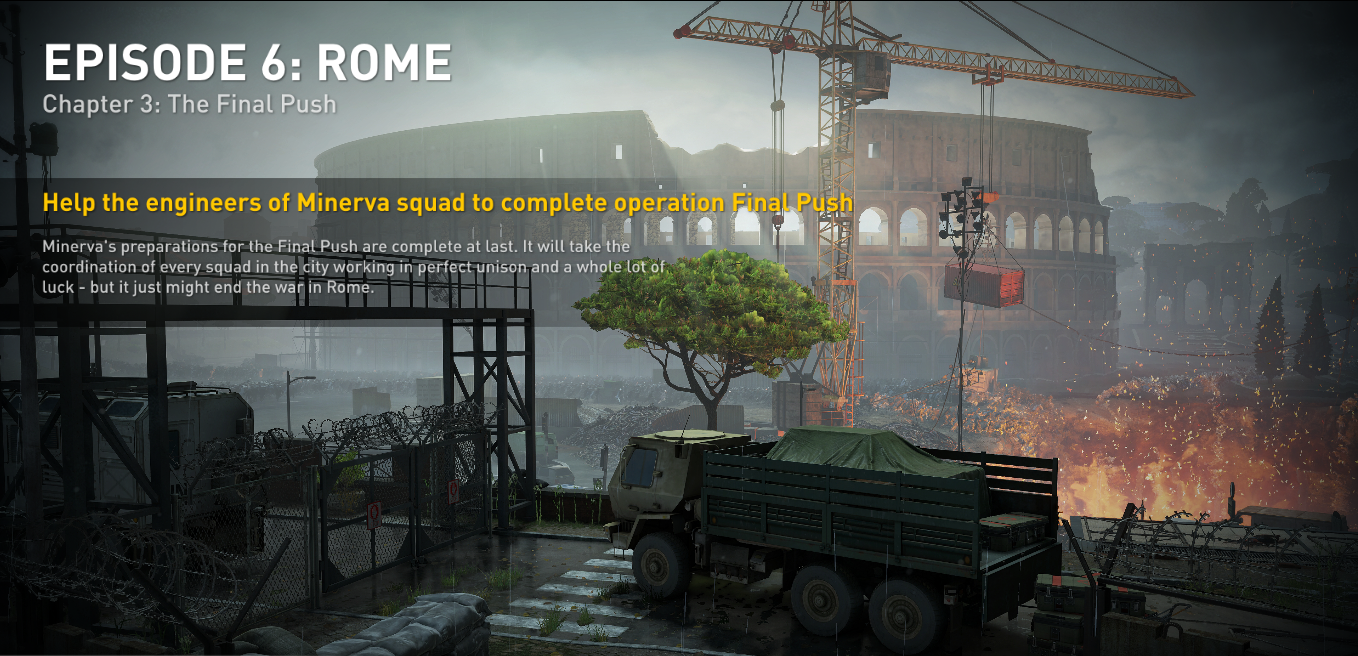 EPISODE 6: ROME
Chapter 3: The Final Push
Help the engineers of Minerva squad to complete operation Final Push
Minerva's preparations for the Final Push are complete at last. It will take the
coordination of every squad in the city working in perfect unison and a whole lot of
luck - but it just might end the war in Rome.